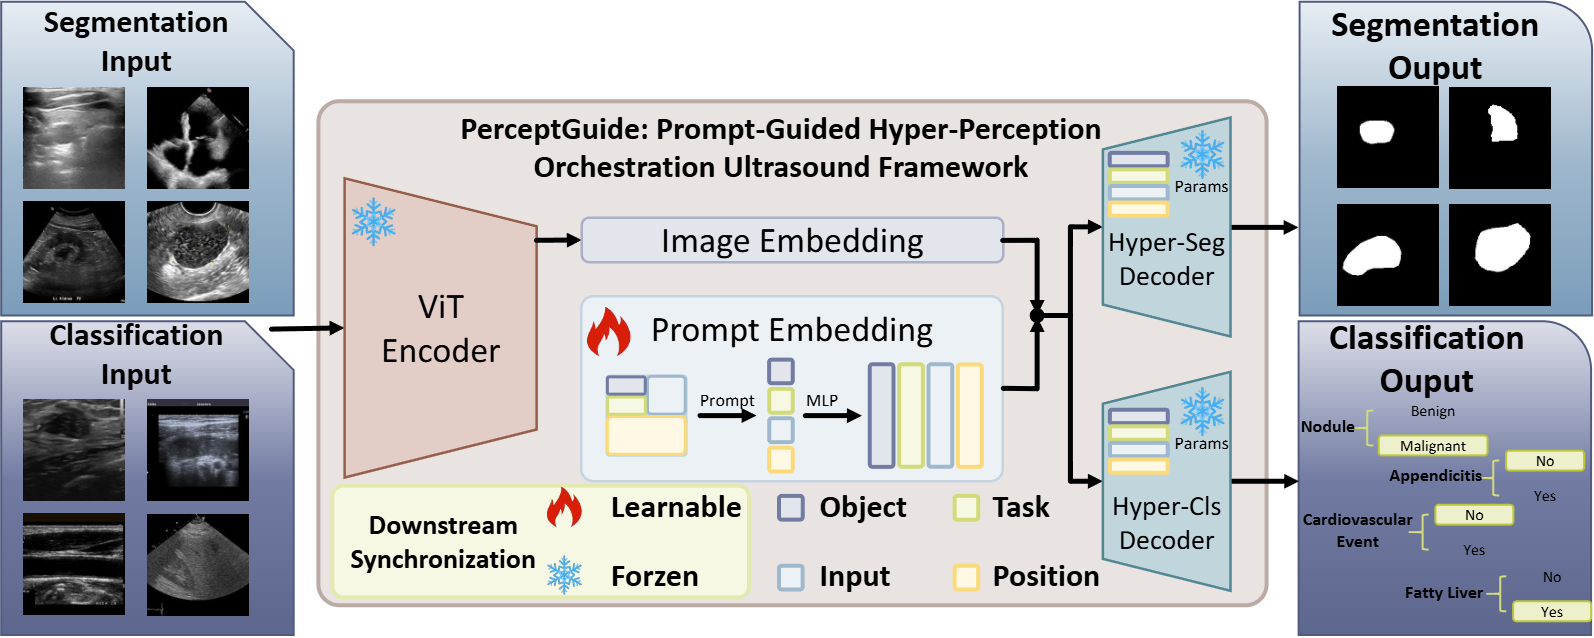 Segmentation
Input
Classification
Input
PerceptGuide: Prompt-Guided Hyper-Perception
Orchestration Ultrasound Framework
ViT
Encoder
Image Embedding
Prompt Embedding
Prompt
MLP
Downstream
Synchronization
Learnable
Forzen
Object
Task
Input
Position
Params
Hyper-Seg
Decoder
Params
Hyper-Cls
Decoder
Segmentation
Ouput
Classification
Ouput
Nodule
Benign
Malignant
Appendicitis
No
Yes
Cardiovascular
Event
No
Yes
Fatty Liver
No
Yes